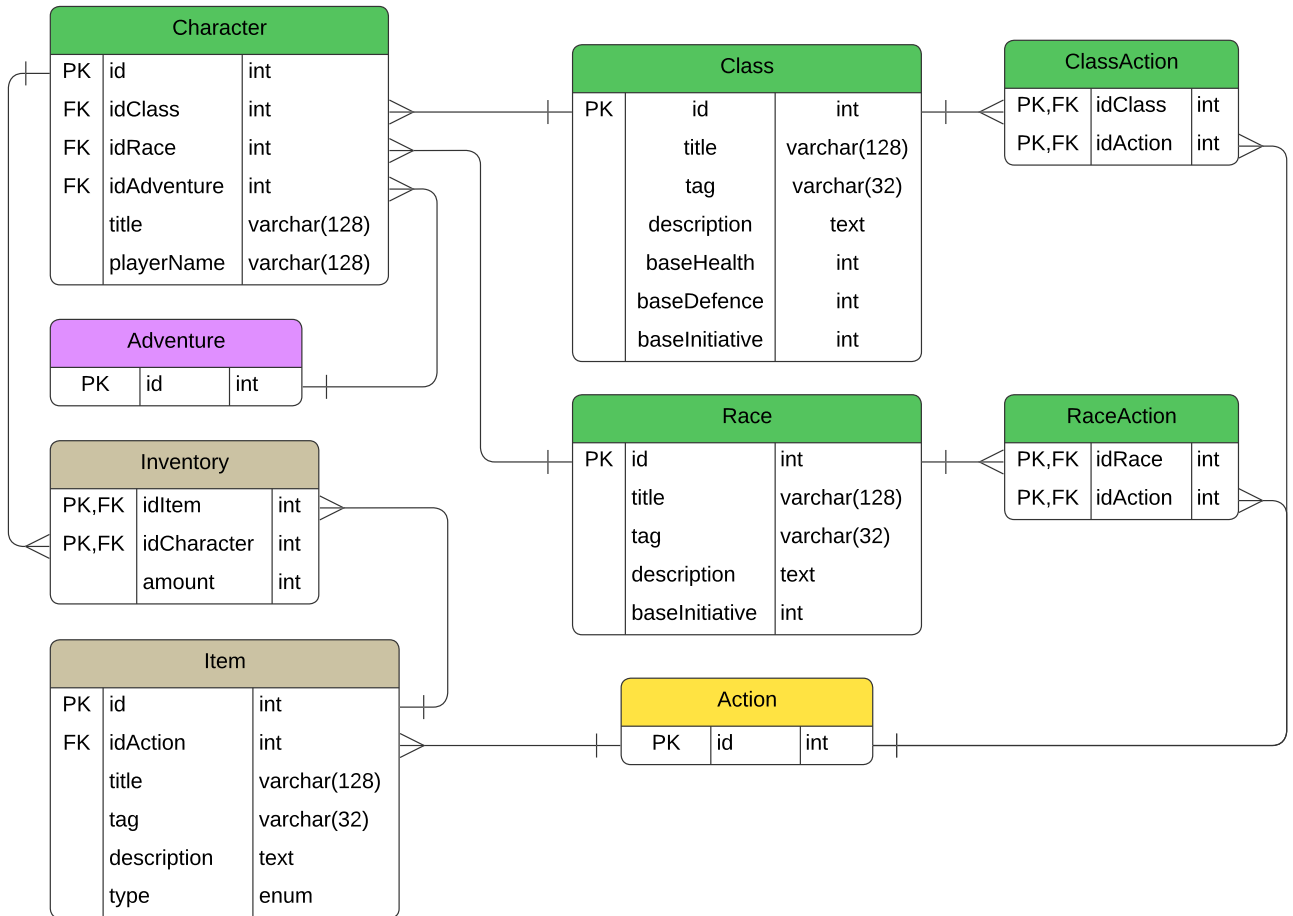 Character
PK id int
FK idClass int
FK idRace int
FK idAdventure int
title varchar(128)
playerName varchar(128)
Adventure
PK id int
Inventory
PK,FK idItem int
PK,FK idCharacter int
amount int
Item
PK id int
FK idAction int
title varchar(128)
tag varchar(32)
description text
type enum
Class
PK id int
title varchar(128)
tag varchar(32)
description text
baseHealth int
baseDefence int
baseInitiative int
Race
PK id int
title varchar(128)
tag varchar(32)
description text
baseInitiative int
Action
PK id int
ClassAction
PK,FK idClass int
PK,FK idAction int
RaceAction
PK,FK idRace int
PK,FK idAction int